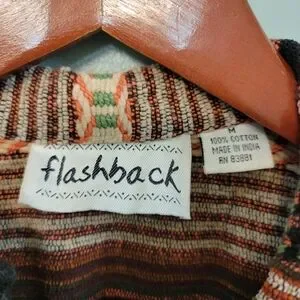 flashback
M
100% COTTON
MADE IN INDIA
RN 83881